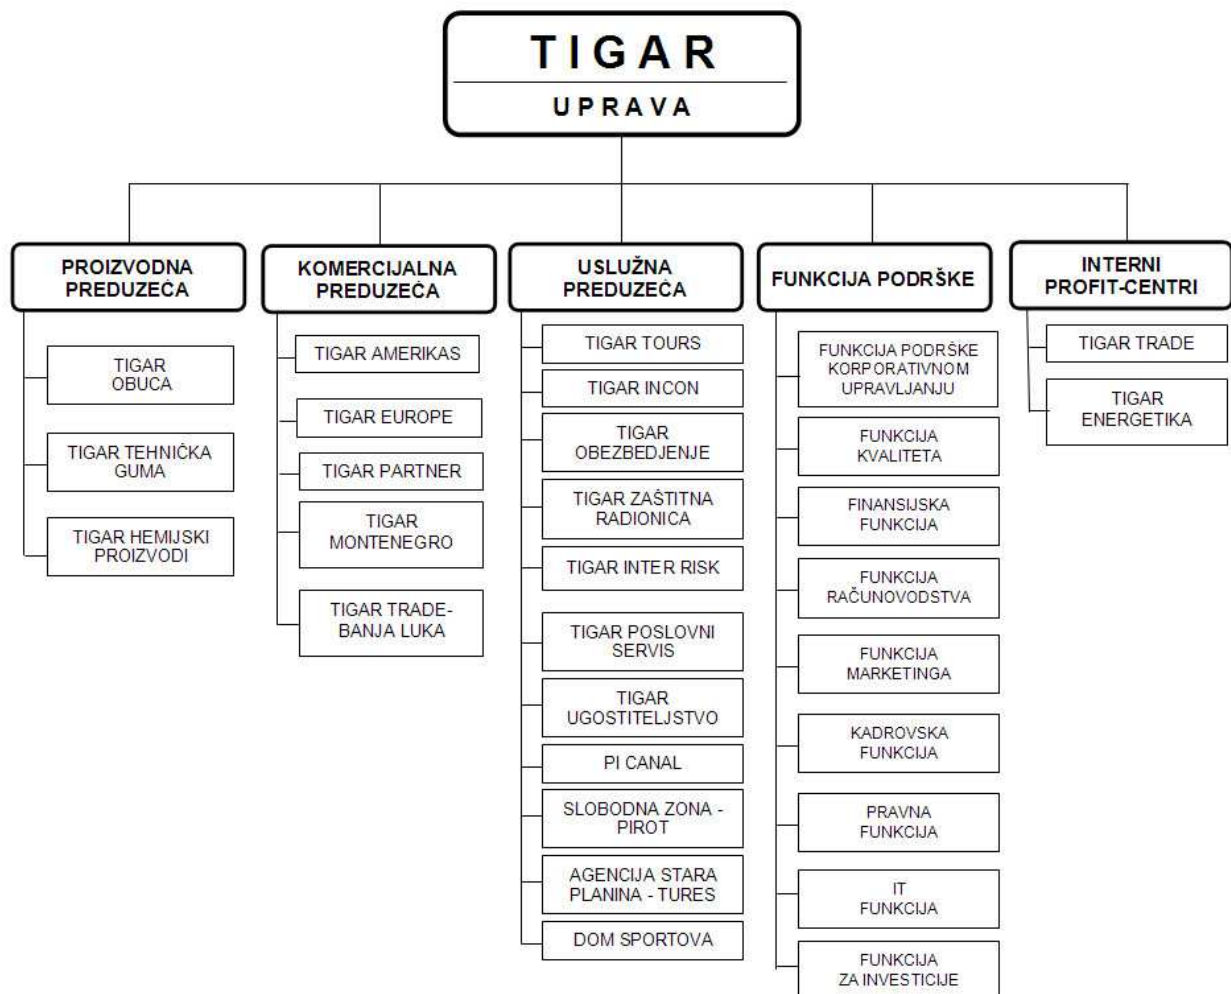 TIGAR
UPRAVA
PROIZVODNA
PREDUZEĆA
TIGAR
OBUCA
TIGAR TEHNIČKA
GUMA
TIGAR HEMIJSKI
PROIZVODI
KOMERCIJALNA
PREDUZEĆA
TIGAR AMERIKAS
TIGAR EUROPE
TIGAR PARTNER
TIGAR
MONTENEGRO
TIGAR TRADE-
BANJA LUKA
USLUŽNA
PREDUZEĆA
TIGAR TOURS
TIGAR INCON
TIGAR
OBEZBEDJENJE
TIGAR ZAŠTITNA
RADIONICA
TIGAR INTER RISK
TIGAR POSLOVNI
SERVIS
TIGAR
UGOSTITELJSTVO
PI CANAL
SLOBODNA ZONA -
PIROT
AGENCIJA STARA
PLANINA - TURES
DOM SPORTOVA
FUNKCIJA PODRŠKE
FUNKCIJA PODRŠKE
KORPORATIVNOM
UPRAVLJANJU
FUNKCIJA
KVALITETA
FINANSIJSKA
FUNKCIJA
FUNKCIJA
RAČUNOVODSTVA
FUNKCIJA
MARKETINGA
KADROVSKA
FUNKCIJA
PRAVNA
FUNKCIJA
IT
FUNKCIJA
FUNKCIJA
ZA INVESTICIJE
INTERNI
PROFIT-CENTRI
TIGAR TRADE
TIGAR
ENERGETIKA